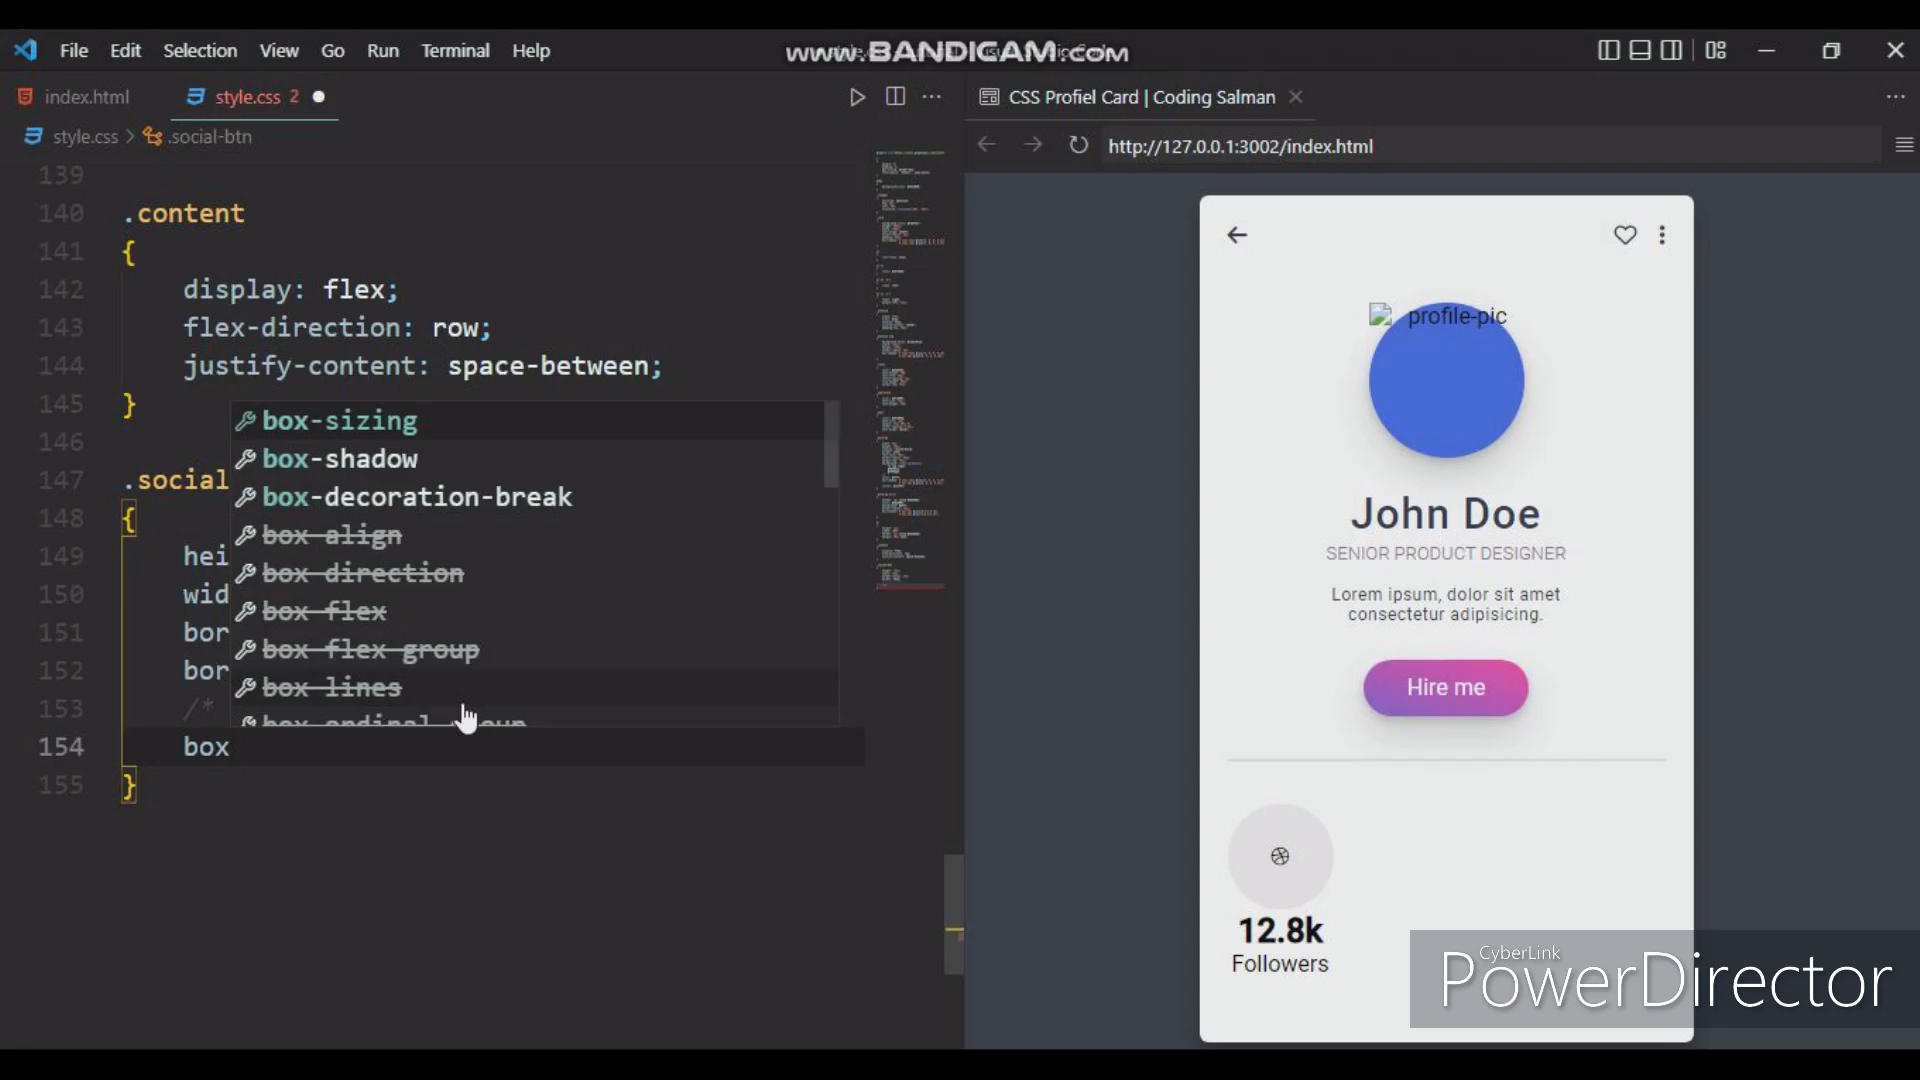 www.BANDICAM.com
File Edit Selection View Go Run Terminal Help
index.html
style.css 2
CSS Profiel Card | Coding Salman
style.css > .social-btn
http://127.0.0.1:3002/index.html
139
140 .content
141 {
142 display: flex;
143 flex-direction: row;
144 justify-content: space-between;
145 }
146
147 .social
148 {
149 hei
150 wid
151 bor
152 bor
153 /*
154 box
155 }
box-sizing
box-shadow
box-decoration-break
box-align
box-direction
box-flex
box-flex-group
box-lines
profile-pic
John Doe
SENIOR PRODUCT DESIGNER
Lorem ipsum, dolor sit amet
consectetur adipisicing.
Hire me
12.8k
Followers
CyberLink
PowerDirector